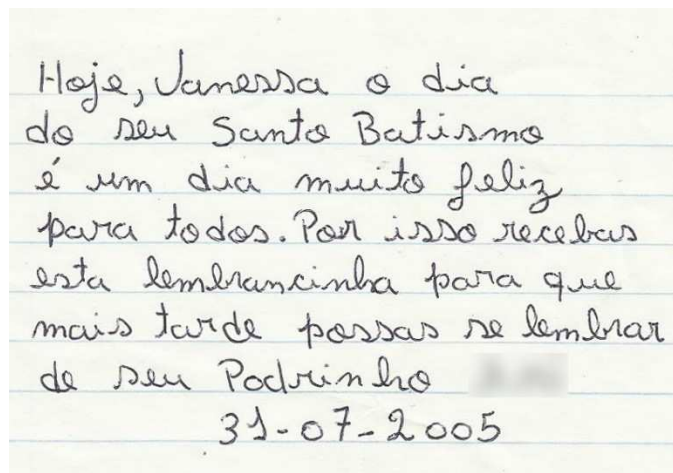 Hoje, Vanessa o dia
do seu Santo Batismo
é um dia muito feliz
para todos. Por isso recebas
esta lembrancinha para que
mais tarde possas se lembrar
de seu Padrinho
31-07-2005